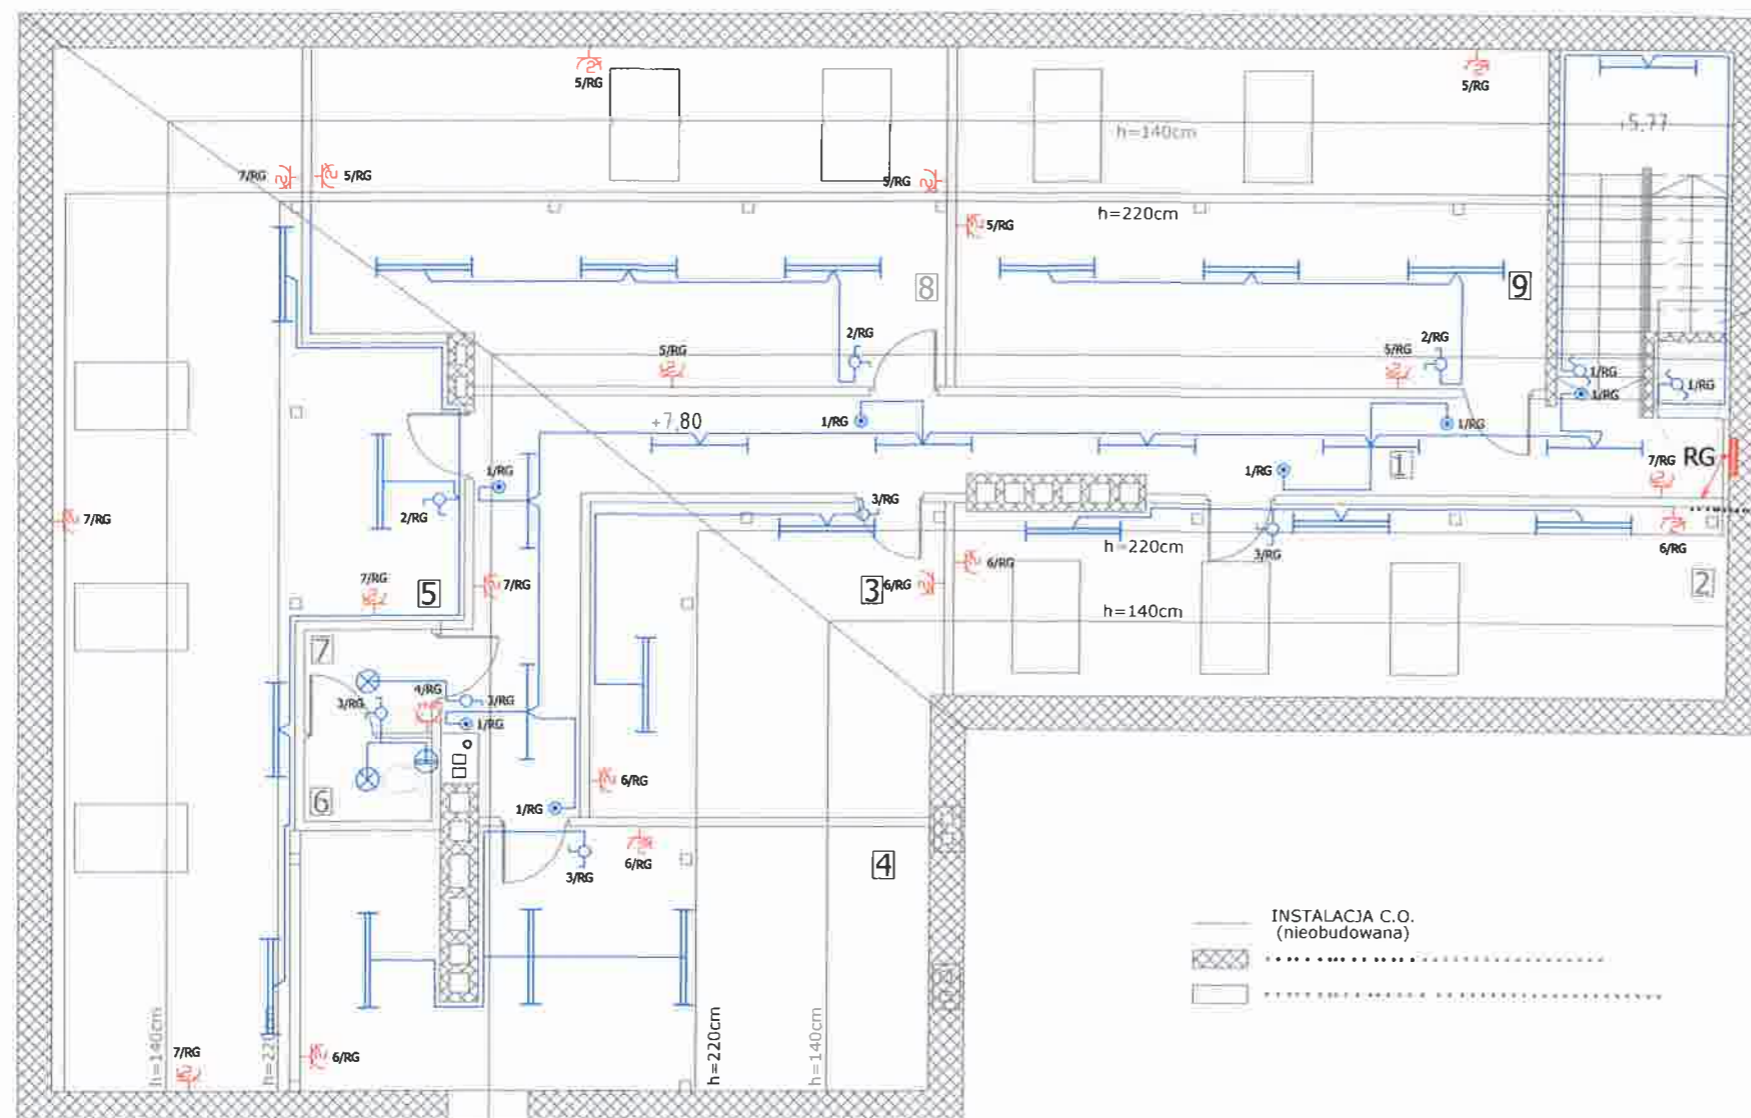 5/RG
5/RG
+5,77
h=140cm
7/RG
5/RG
5/RG
h=220cm
5/RG
8
9
2/RG
2/RG
5/RG
5/RG
1/RG
1/RG
1/RG
+7,80
1/RG
1/RG
1
7/RG
RG
1/RG
1/RG
2/RG
3/RG
7/RG
6/RG
3/RG
h=220cm
6/RG
7/RG
5
7/RG
3
6/RG
2
h=140cm
7
4/RG
3/RG
3/RG
1/RG
6
6/RG
1/RG
6/RG
3/RG
4
INSTALACJA C.O.
(nieobudowana)
h=140cm
h=220cm
h=140cm
7/RG
6/RG